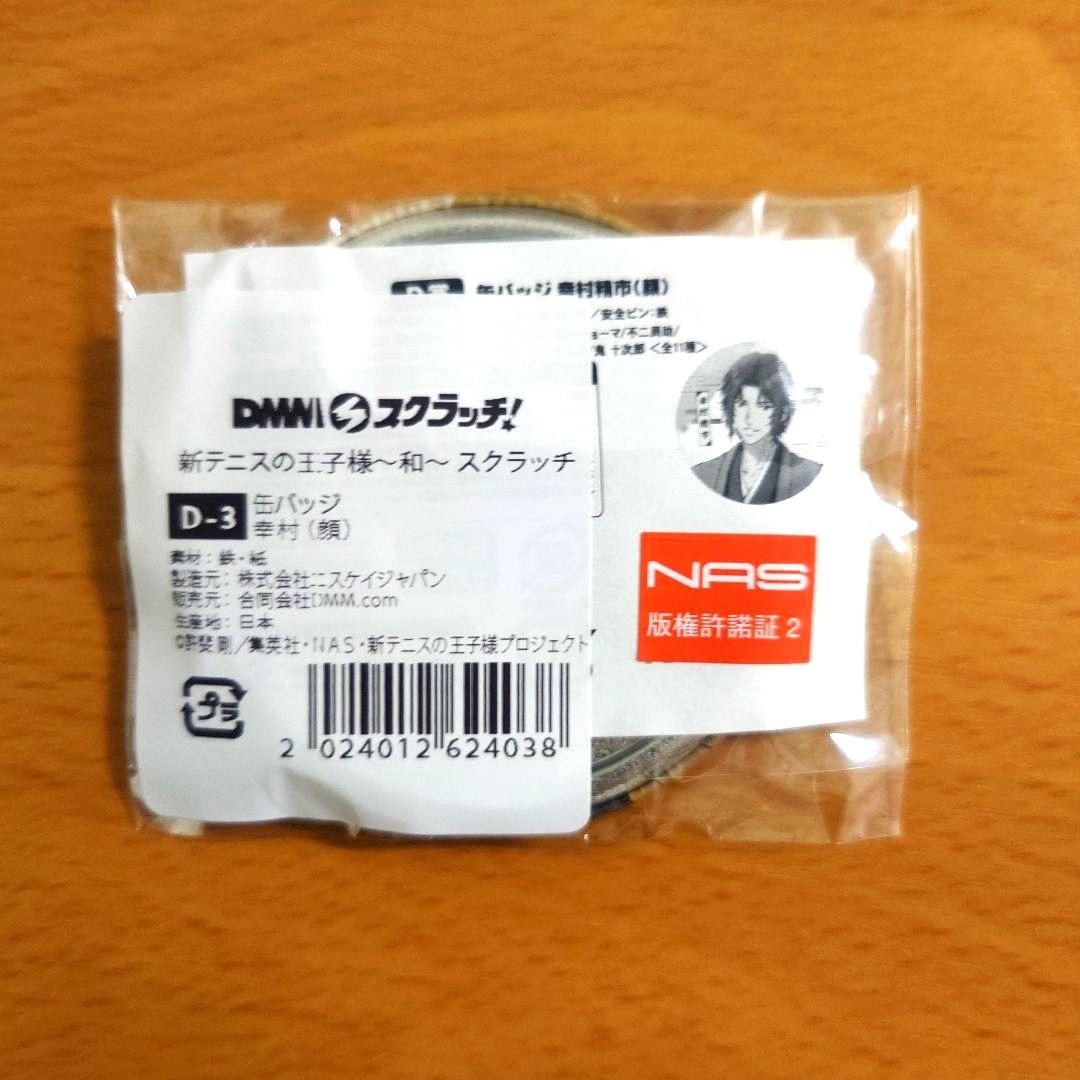 缶バッジ 幸村精市(顔)
/安全ピン:鉄
ョーマ/不二周助/
鬼 十次郎 <全11種>
DMMスクラッチ!
新テニスの王子様〜和〜 スクラッチ
D-3
缶バッジ
幸村(顔)
素材:鉄・紙
製造元:株式会社エスケイジャパン
販売元:合同会社DMM.com
生産地:日本
©許斐 剛/集英社・NAS・新テニスの王子様プロジェクト
プラ
2 024012 624038
NAS
版権許諾証2